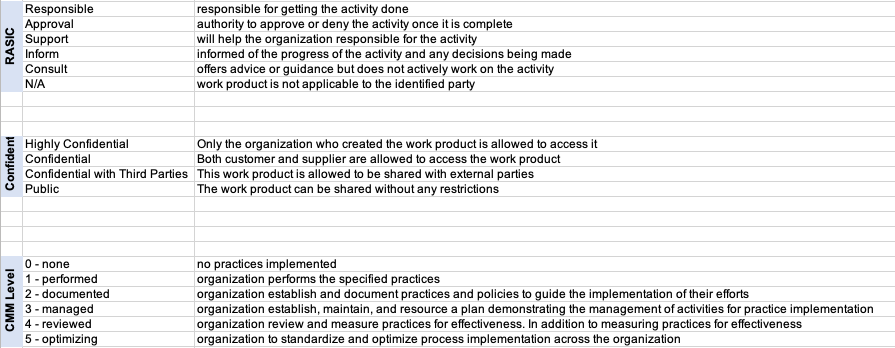 RASIC
Responsible responsible for getting the activity done
Approval authority to approve or deny the activity once it is complete
Support will help the organization responsible for the activity
Inform informed of the progress of the activity and any decisions being made
Consult offers advice or guidance but does not actively work on the activity
N/A work product is not applicable to the identified party
Confident
Highly Confidential Only the organization who created the work product is allowed to access it
Confidential Both customer and supplier are allowed to access the work product
Confidential with Third Parties This work product is allowed to be shared with external parties
Public The work product can be shared without any restrictions
CMM Level
0 - none no practices implemented
1 - performed organization performs the specified practices
2 - documented organization establish and document practices and policies to guide the implementation of their efforts
3 - managed organization establish, maintain, and resource a plan demonstrating the management of activities for practice implementation
4 - reviewed organization review and measure practices for effectiveness. In addition to measuring practices for effectiveness
5 - optimizing organization to standardize and optimize process implementation across the organization